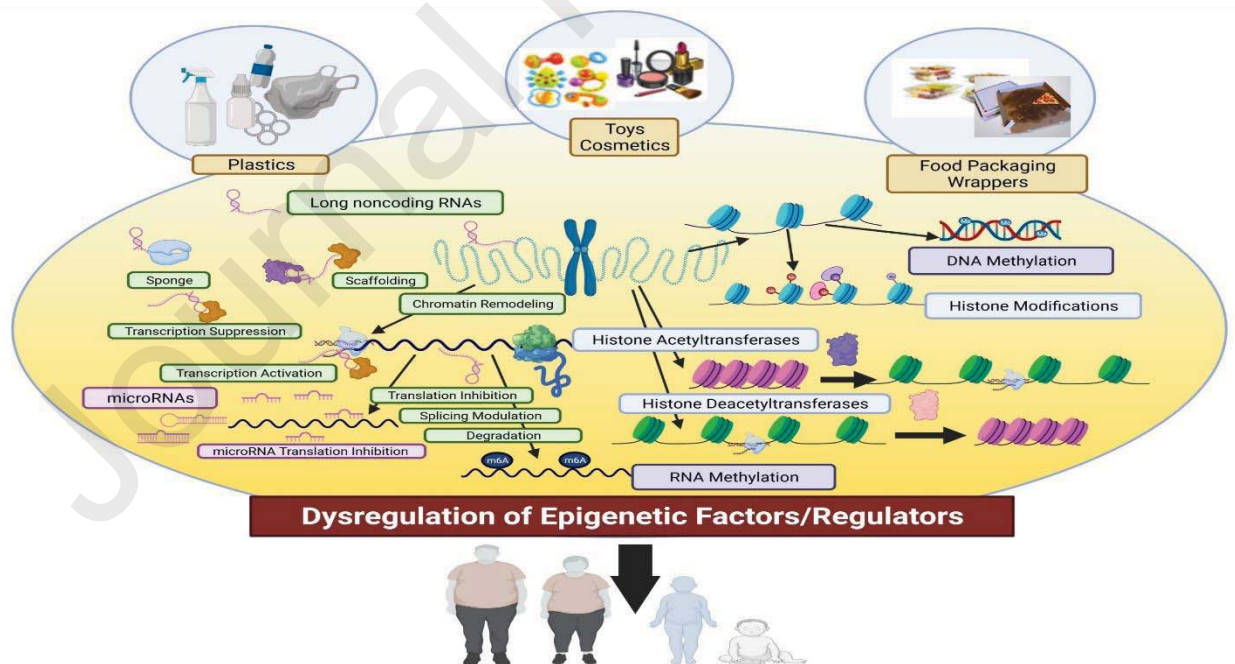 Journal
Plastics
Toys
Cosmetics
Food Packaging
Wrappers
Long noncoding RNAs
Sponge
Scaffolding
Chromatin Remodeling
Transcription Suppression
Transcription Activation
microRNAs
Translation Inhibition
Splicing Modulation
Degradation
microRNA Translation Inhibition
m6A
m6A
RNA Methylation
DNA Methylation
Histone Modifications
Histone Acetyltransferases
Histone Deacetyltransferases
Dysregulation of Epigenetic Factors/Regulators